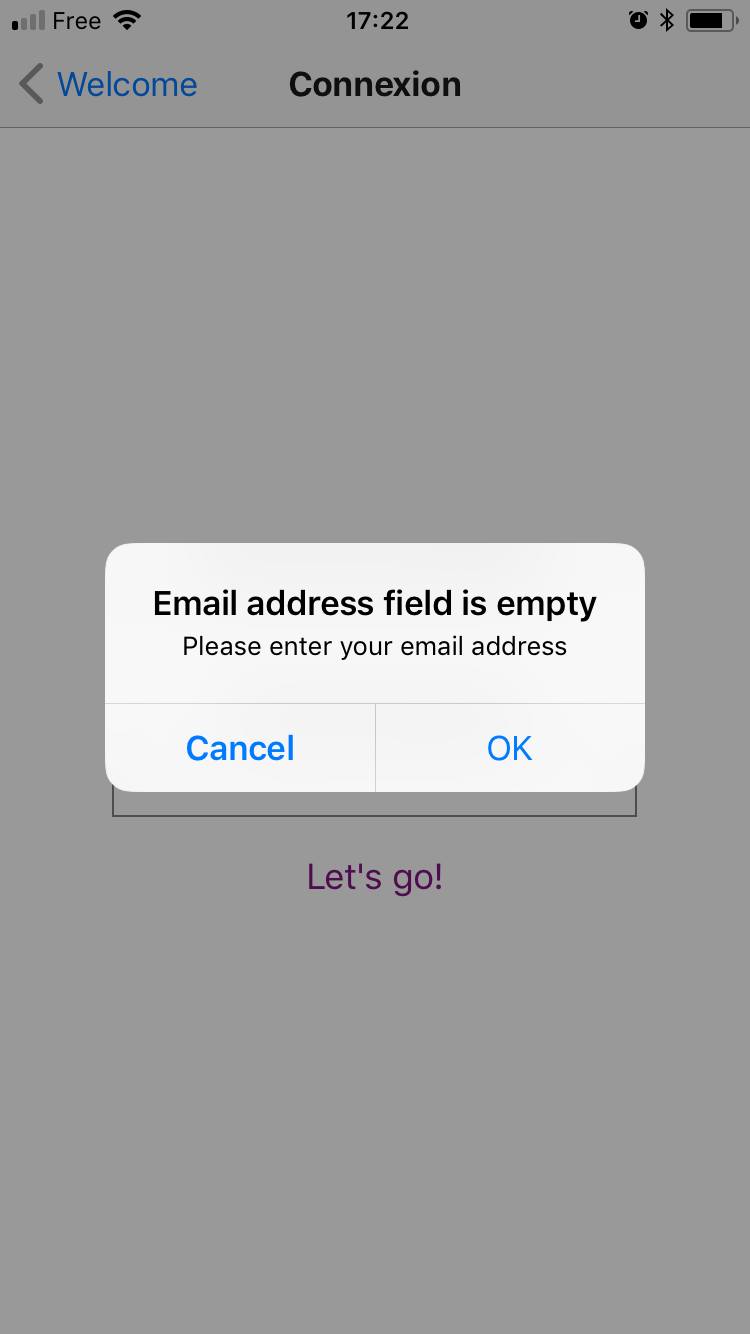 Free 17:22
Welcome Connexion
Email address field is empty
Please enter your email address
Cancel OK
Let's go!